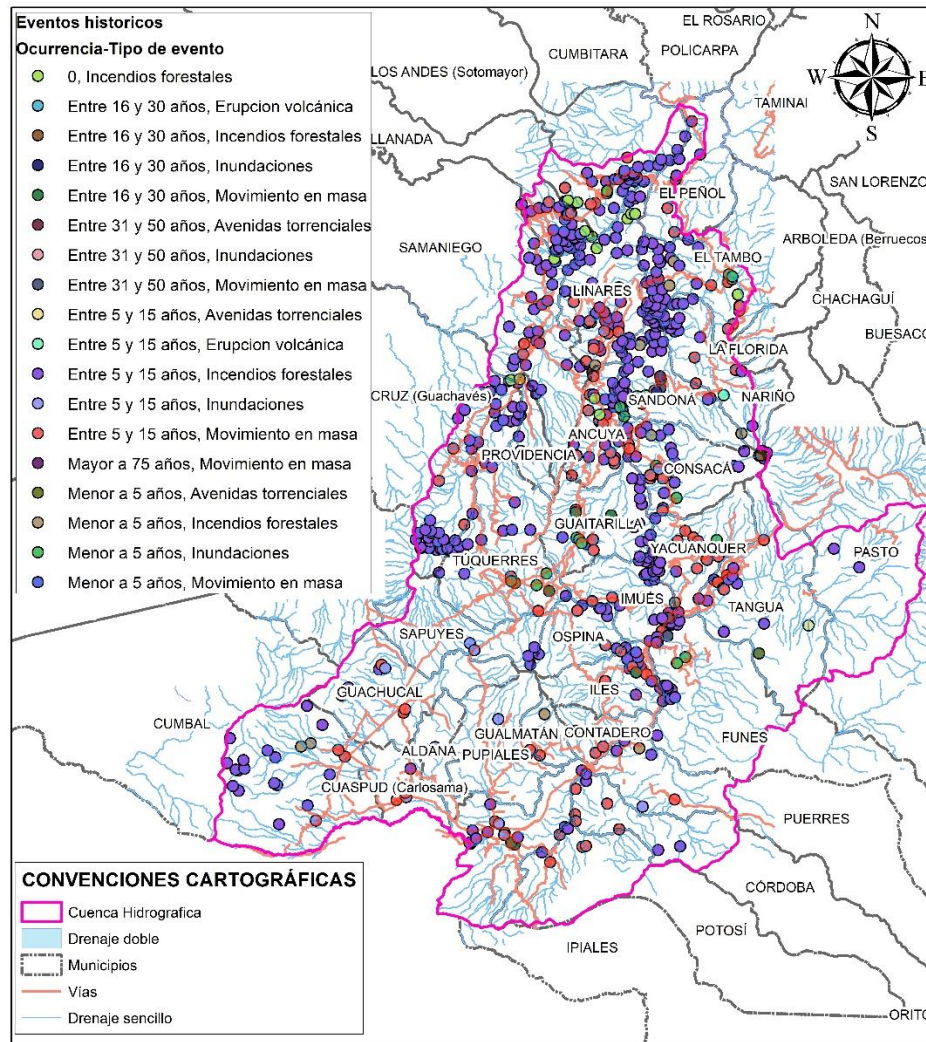 Eventos historicos
Ocurrencia-Tipo de evento
0, Incendios forestales
Entre 16 y 30 años, Erupcion volcánica
Entre 16 y 30 años, Incendios forestales
Entre 16 y 30 años, Inundaciones
Entre 16 y 30 años, Movimiento en masa
Entre 31 y 50 años, Avenidas torrenciales
Entre 31 y 50 años, Inundaciones
Entre 31 y 50 años, Movimiento en masa
Entre 5 y 15 años, Avenidas torrenciales
Entre 5 y 15 años, Erupcion volcánica
Entre 5 y 15 años, Incendios forestales
Entre 5 y 15 años, Inundaciones
Entre 5 y 15 años, Movimiento en masa
Mayor a 75 años, Movimiento en masa
Menor a 5 años, Avenidas torrenciales
Menor a 5 años, Incendios forestales
Menor a 5 años, Inundaciones
Menor a 5 años, Movimiento en masa
EL ROSARIO
CUMBITARA
POLICARPA
N
W
E
S
LOS ANDES (Sotomayor)
TAMINAI
LLANADA
SAN LORENZO
EL PEÑOL
ARBOLEDA (Berruecos
SAMANIEGO
EL TAMBO
CHACHAGUÍ
LINARES
BUESACO
LA FLORIDA
CRUZ (Guachavés)
SANDONÁ
NARIÑO
ANCUYA
PROVIDENCIA
CONSACÁ
GUAITARILLA
YACUANQUER
PASTO
TÚQUERRES
IMUÉS
TANGUA
SAPUYES
OSPINA
GUACHUCAL
ILES
CUMBAL
GUALMATÁN
CONTADERO
FUNES
ALDANA
PUPIALES
CUASPUD (Carlosama)
PUERRES
CÓRDOBA
POTOSÍ
IPIALES
ORITO
CONVENCIONES CARTOGRÁFICAS
Cuenca Hidrografica
Drenaje doble
Municipios
Vías
Drenaje sencillo